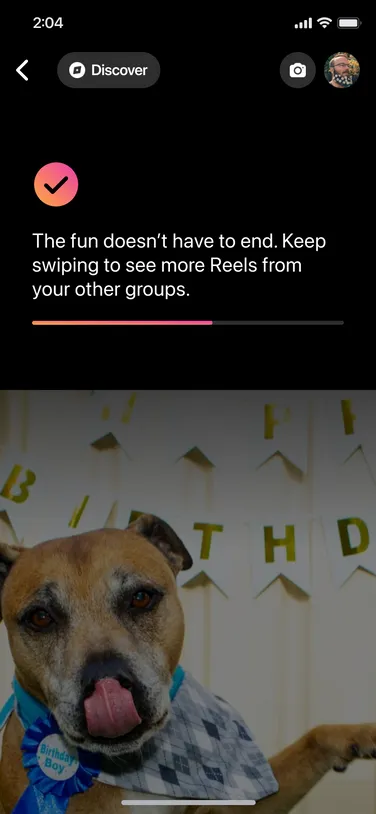 2:04
Discover
The fun doesn’t have to end. Keep
swiping to see more Reels from
your other groups.
P P
BIRTHD
Birthday
Boy